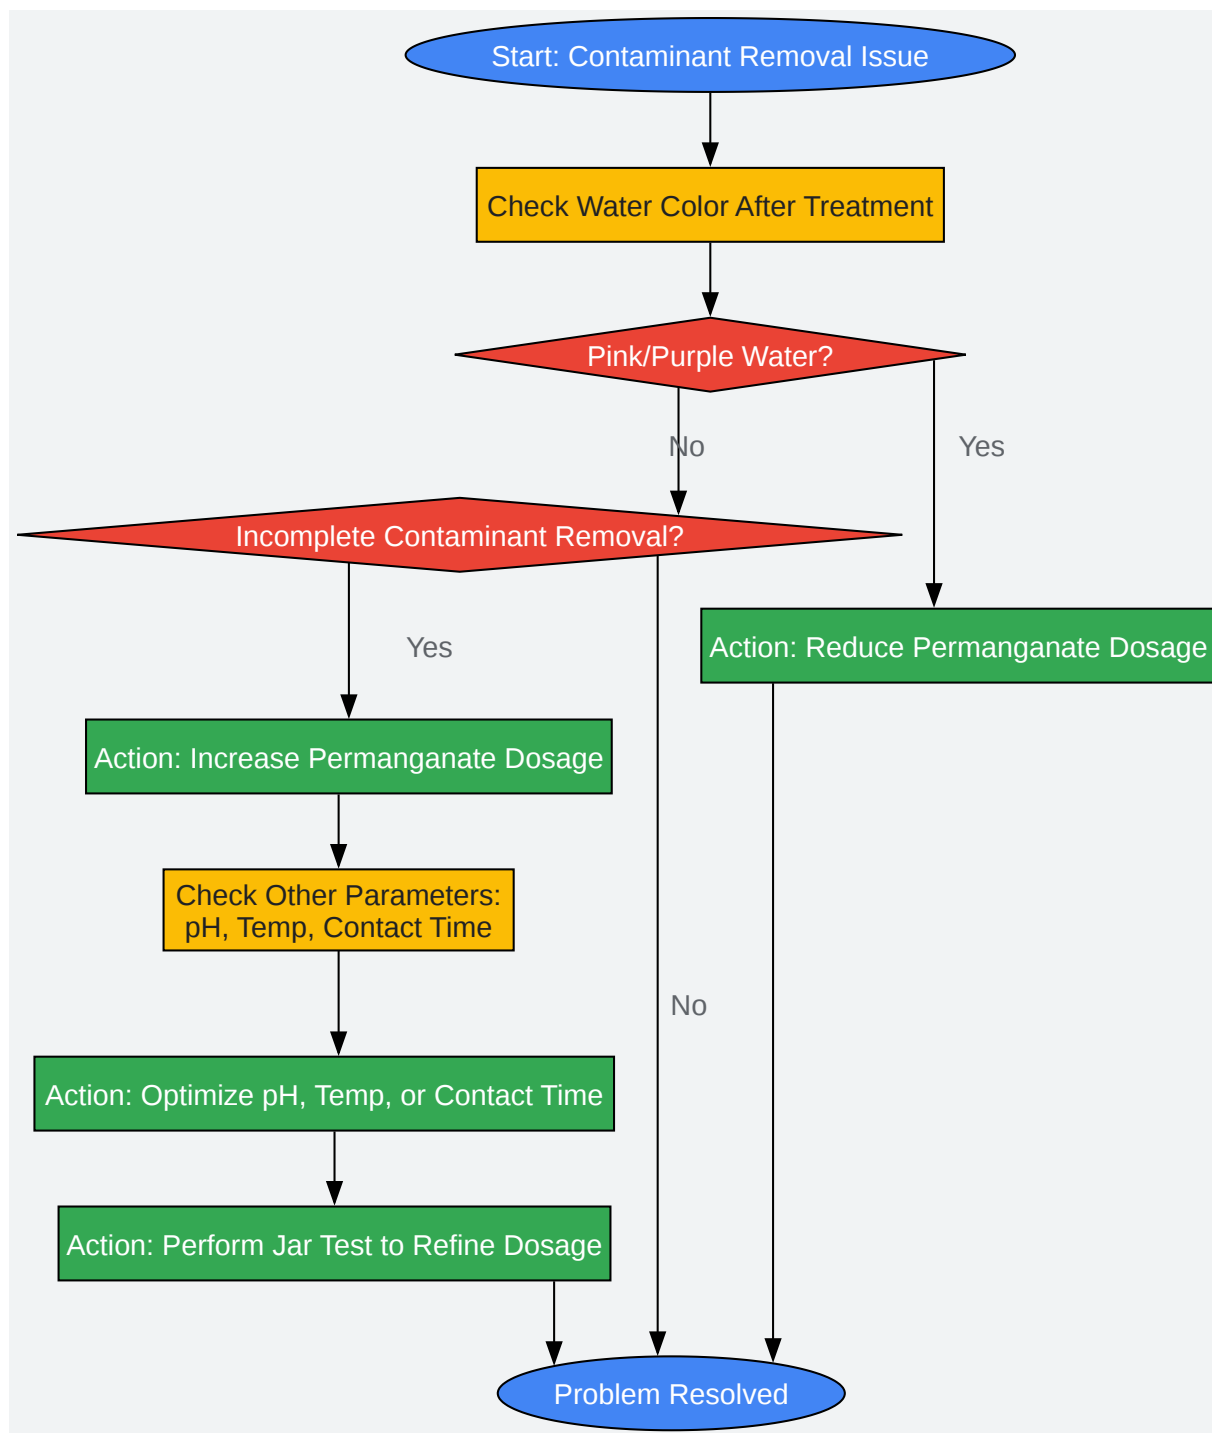 Start: Contaminant Removal Issue
Check Water Color After Treatment
Pink/Purple Water?
No
Yes
Incomplete Contaminant Removal?
Yes
Action: Reduce Permanganate Dosage
Action: Increase Permanganate Dosage
Check Other Parameters:
pH, Temp, Contact Time
No
Action: Optimize pH, Temp, or Contact Time
Action: Perform Jar Test to Refine Dosage
Problem Resolved